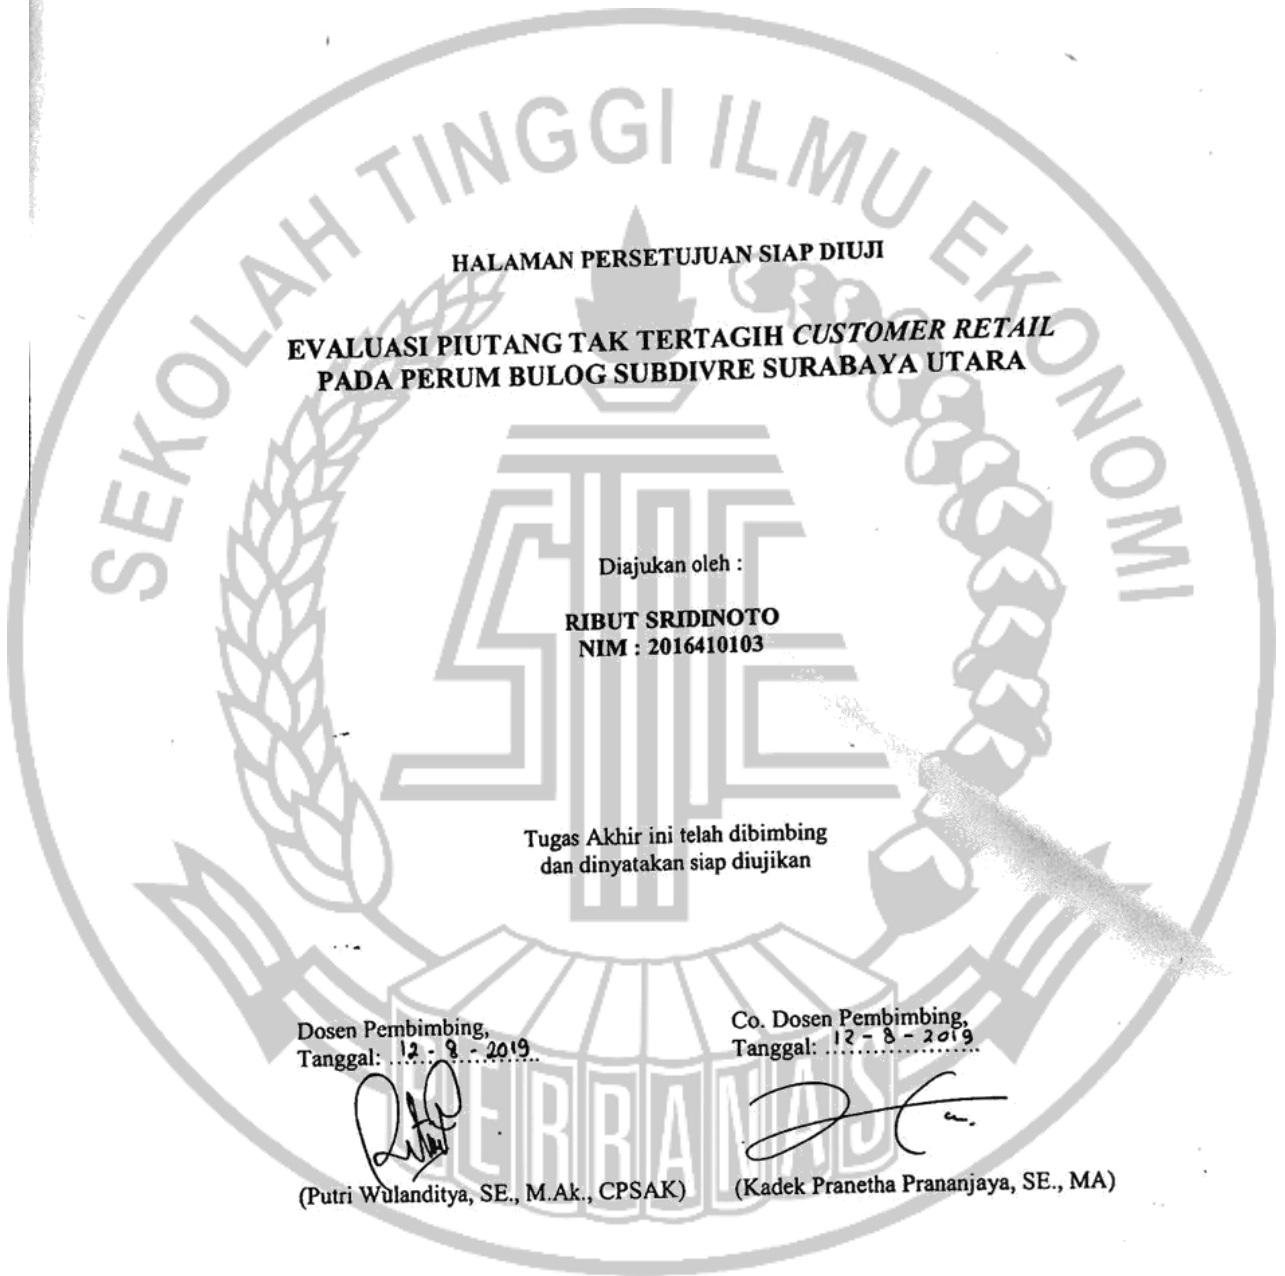 SEKOLAH TINGGI ILMU EKONOMI
HALAMAN PERSETUJUAN SIAP DIUJI
EVALUASI PIUTANG TAK TERTAGIH CUSTOMER RETAIL
PADA PERUM BULOG SUBDIVRE SURABAYA UTARA
Diajukan oleh :
RIBUT SRIDINOTO
NIM : 2016410103
Tugas Akhir ini telah dibimbing
dan dinyatakan siap diujikan
Dosen Pembimbing,
Tanggal: 12 - 8 - 2019
(Putri Wulanditya, SE., M.Ak., CPSAK)
Co. Dosen Pembimbing,
Tanggal: 12 - 8 - 2019
(Kadek Pranetha Prananjaya, SE., MA)
STIE
PERBANAS